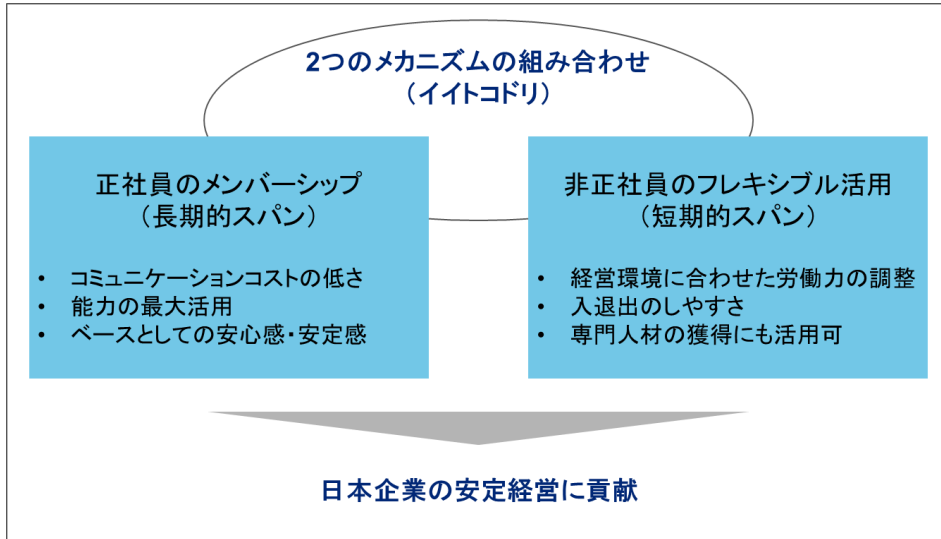 2つのメカニズムの組み合わせ
（イイトコドリ）
正社員のメンバーシップ
（長期的スパン）
• コミュニケーションコストの低さ
• 能力の最大活用
• ベースとしての安心感・安定感
非正社員のフレキシブル活用
（短期的スパン）
• 経営環境に合わせた労働力の調整
• 入退出のしやすさ
• 専門人材の獲得にも活用可
日本企業の安定経営に貢献